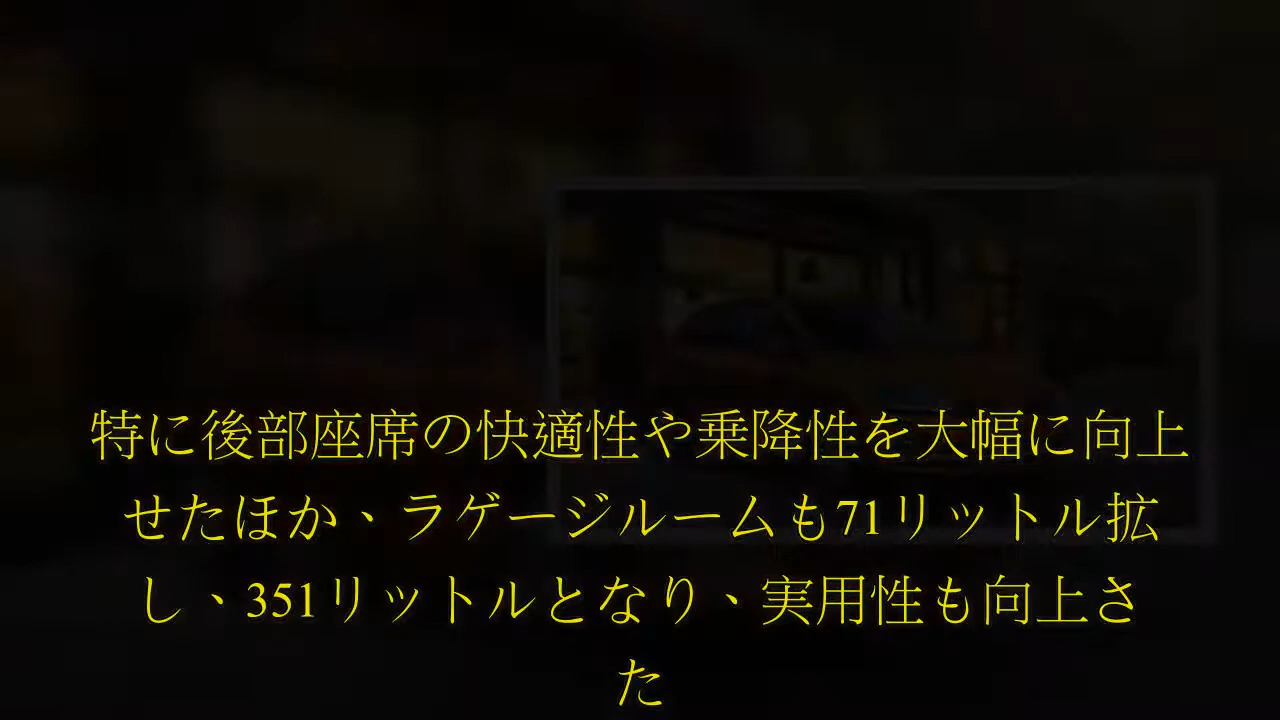 特に後部座席の快適性や乗降性を大幅に向上
せたほか、ラゲージルームも71リットル拡
し、351リットルとなり、実用性も向上さ
た